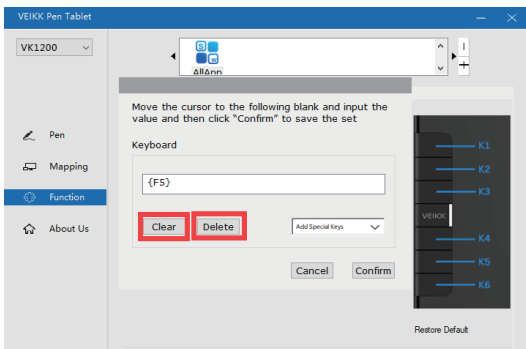 VEIKK Pen Tablet
VK1200
S
W
AllApp
Move the cursor to the following blank and input the
value and then click “Confirm” to save the set
Keyboard
{F5}
Clear Delete Add Special Keys
Cancel Confirm
Pen
Mapping
Function
About Us
K1
K2
K3
VEIKK
K4
K5
K6
Restore Default